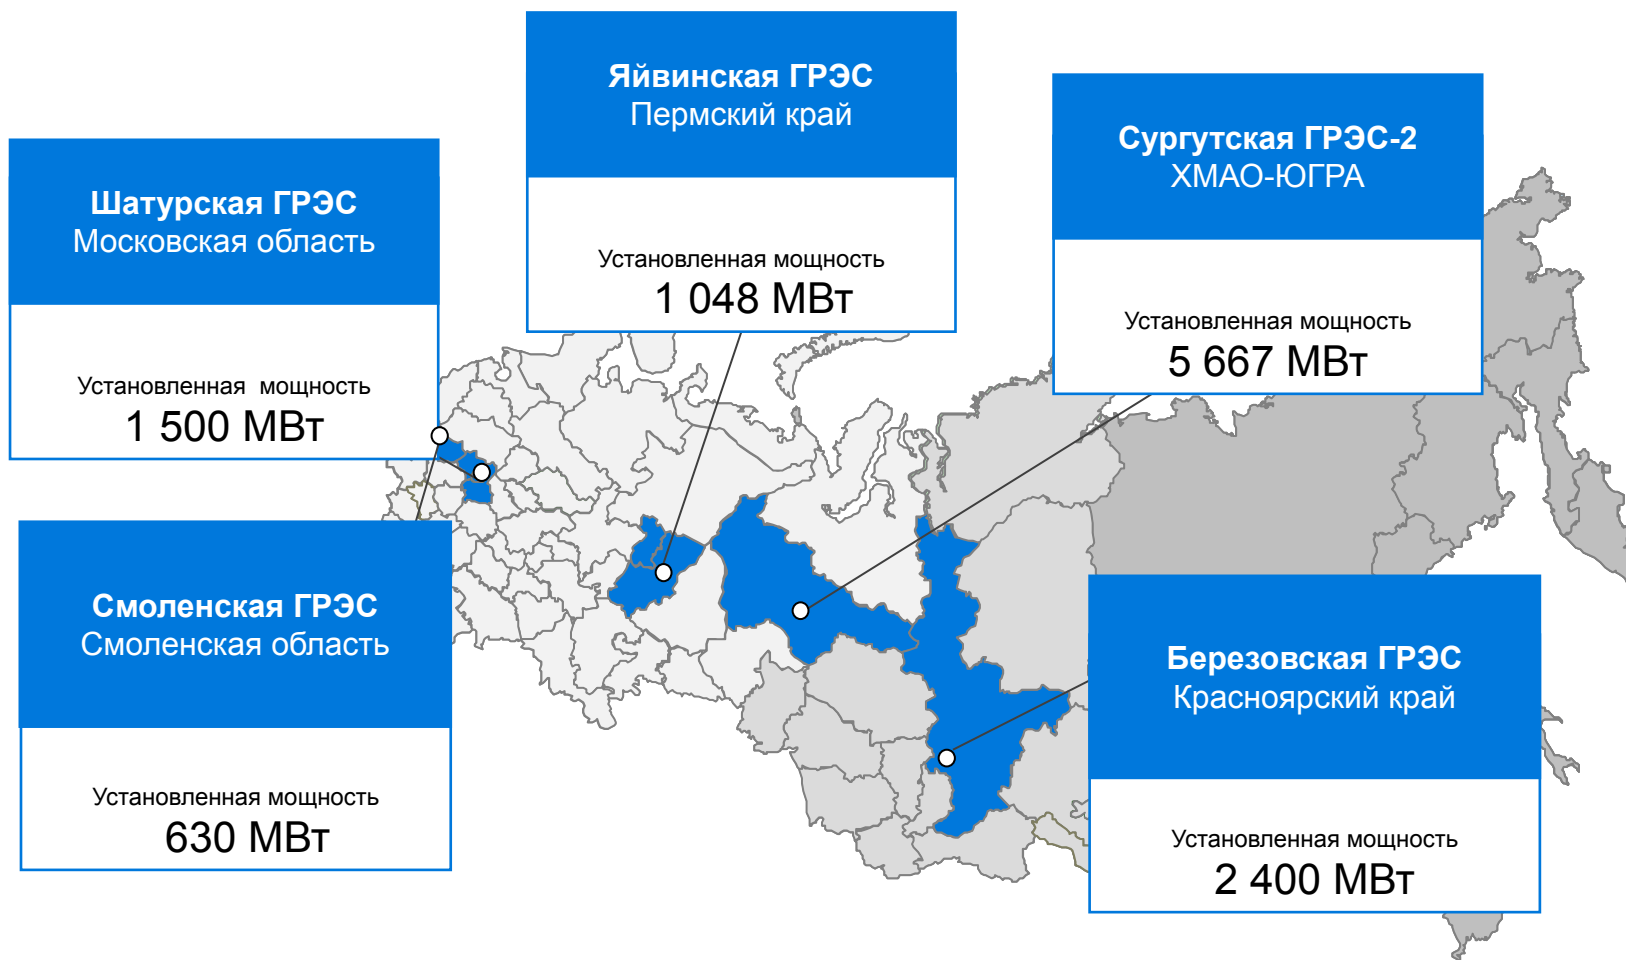 Яйвинская ГРЭС
Пермский край
Установленная мощность
1 048 МВт
Сургутская ГРЭС-2
ХМАО-ЮГРА
Установленная мощность
5 667 МВт
Шатурская ГРЭС
Московская область
Установленная  мощность
1 500 МВт
Смоленская ГРЭС
Смоленская область
Установленная мощность
630 МВт
Березовская ГРЭС
Красноярский край
Установленная мощность
2 400 МВт